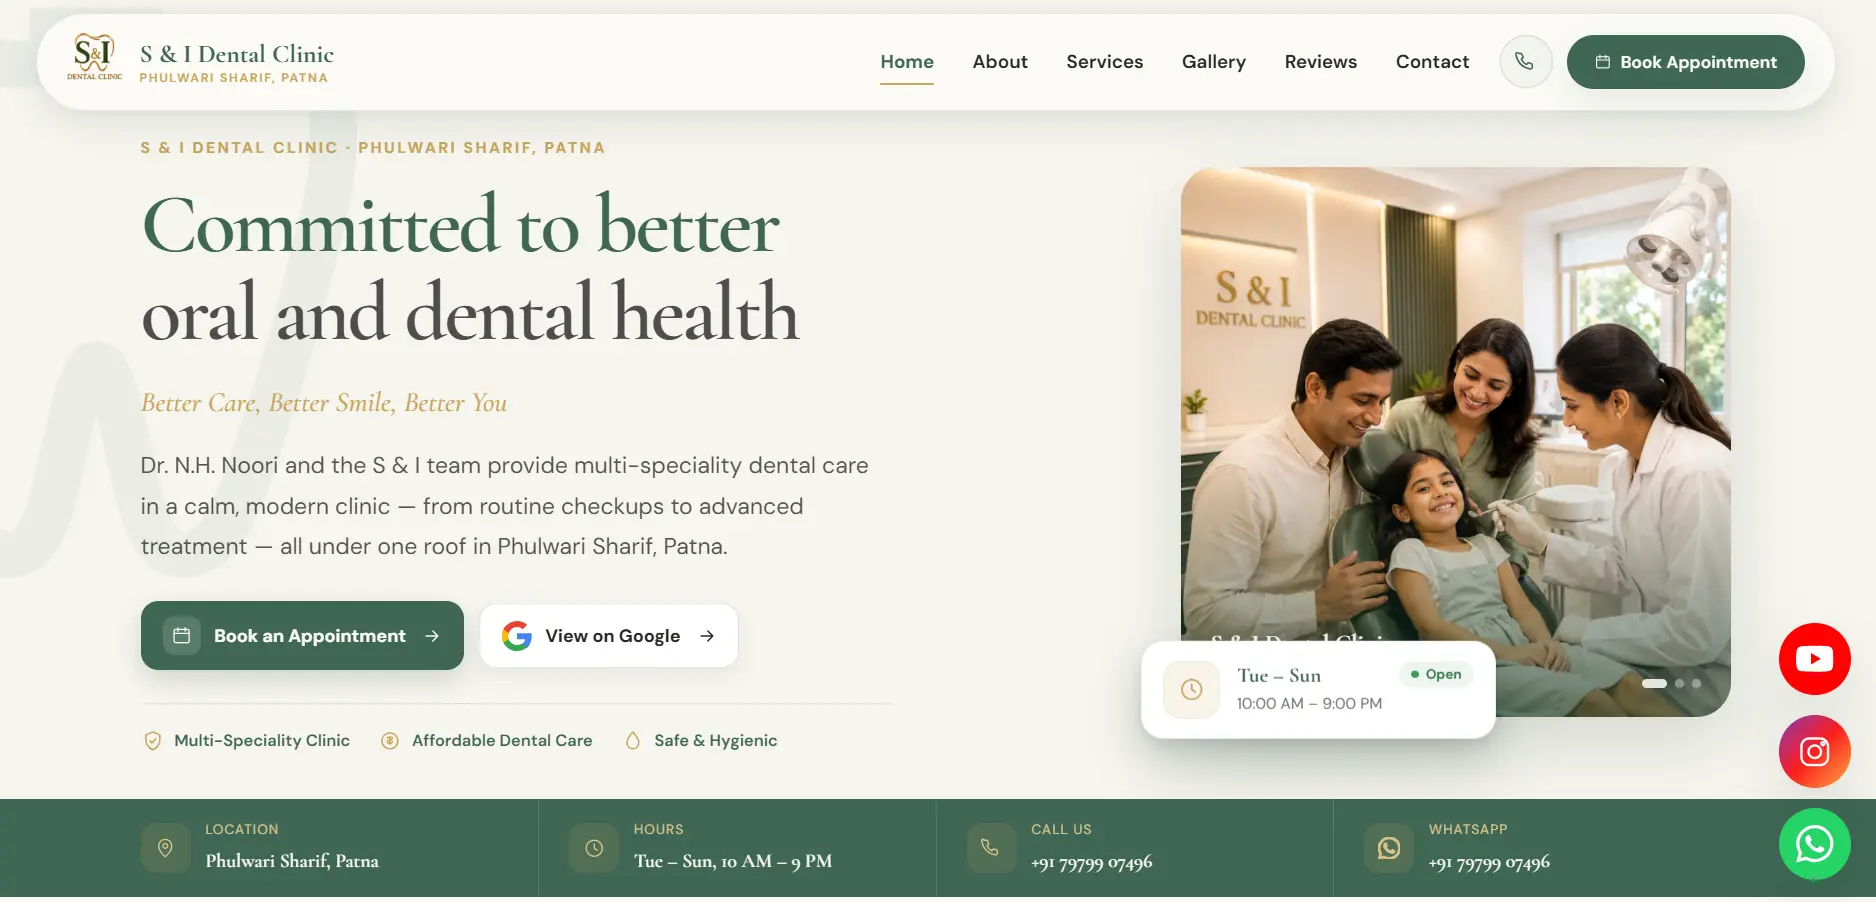 S&I
DENTAL CLINIC
S & I Dental Clinic
PHULWARI SHARIF, PATNA
Home
About
Services
Gallery
Reviews
Contact
Book Appointment
S & I DENTAL CLINIC · PHULWARI SHARIF, PATNA
Committed to better
oral and dental health
Better Care, Better Smile, Better You
Dr. N.H. Noori and the S & I team provide multi-speciality dental care
in a calm, modern clinic — from routine checkups to advanced
treatment — all under one roof in Phulwari Sharif, Patna.
Book an Appointment →
View on Google →
Multi-Speciality Clinic
Affordable Dental Care
Safe & Hygienic
S & I
DENTAL CLINIC
S & I Dental Clinic
Tue – Sun
Open
10:00 AM – 9:00 PM
LOCATION
Phulwari Sharif, Patna
HOURS
Tue – Sun, 10 AM – 9 PM
CALL US
+91 79799 07496
WHATSAPP
+91 79799 07496